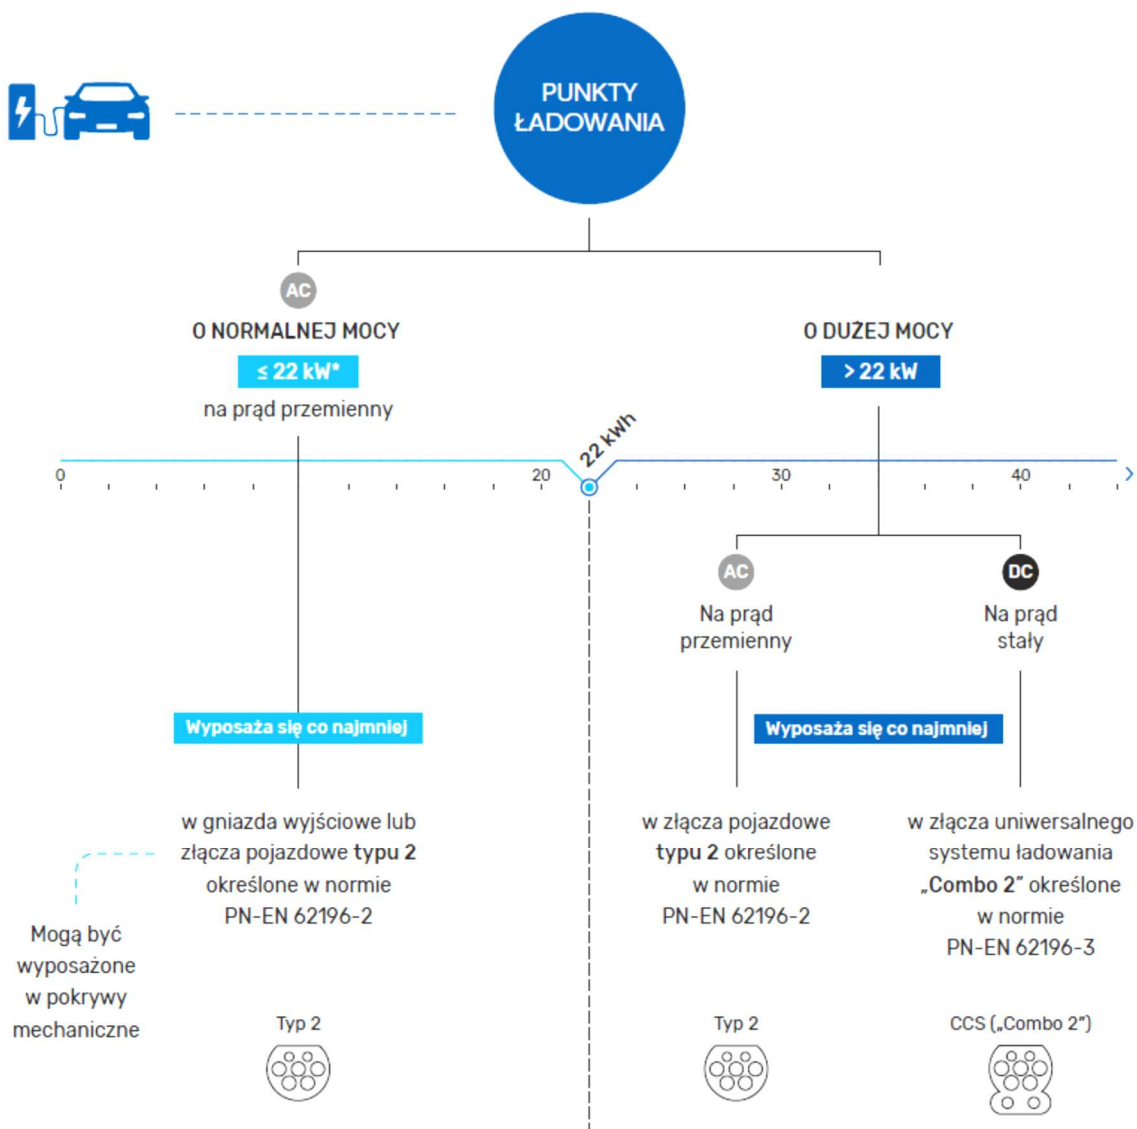 PUNKTY
ŁADOWANIA
AC
O NORMALNEJ MOCY
≤ 22 kW*
na prąd przemienny
O DUŻEJ MOCY
> 22 kW
22 kWh
0
20
30
40
AC
Na prąd
przemienny
DC
Na prąd
stały
Wyposaża się co najmniej
Wyposaża się co najmniej
w gniazda wyjściowe lub
złącza pojazdowe typu 2
określone w normie
PN-EN 62196-2
Mogą być
wyposażone
w pokrywy
mechaniczne
Typ 2
w złącza pojazdowe
typu 2 określone
w normie
PN-EN 62196-2
Typ 2
w złącza uniwersalnego
systemu ładowania
„Combo 2” określone
w normie
PN-EN 62196-3
CCS („Combo 2”)